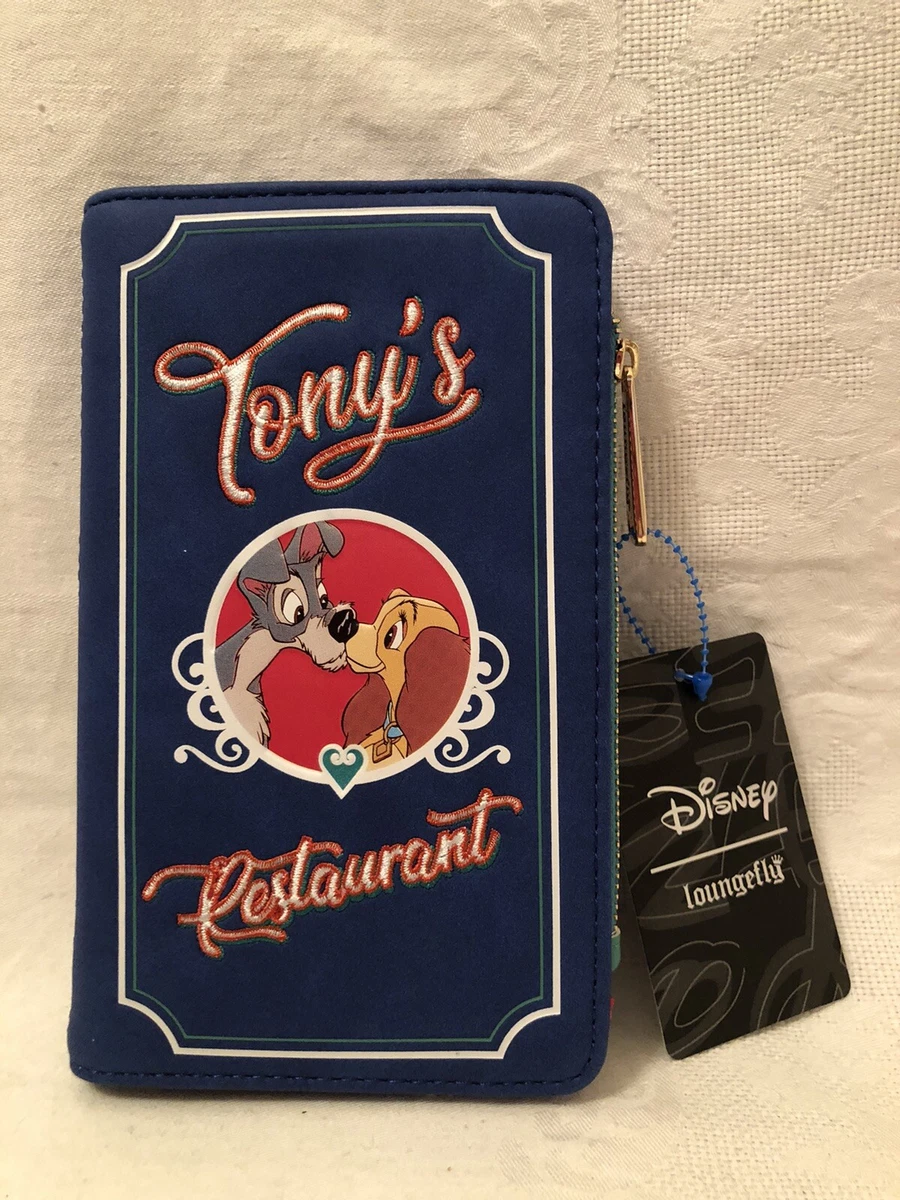 Tony's
Restaurant
Disney
loungefly